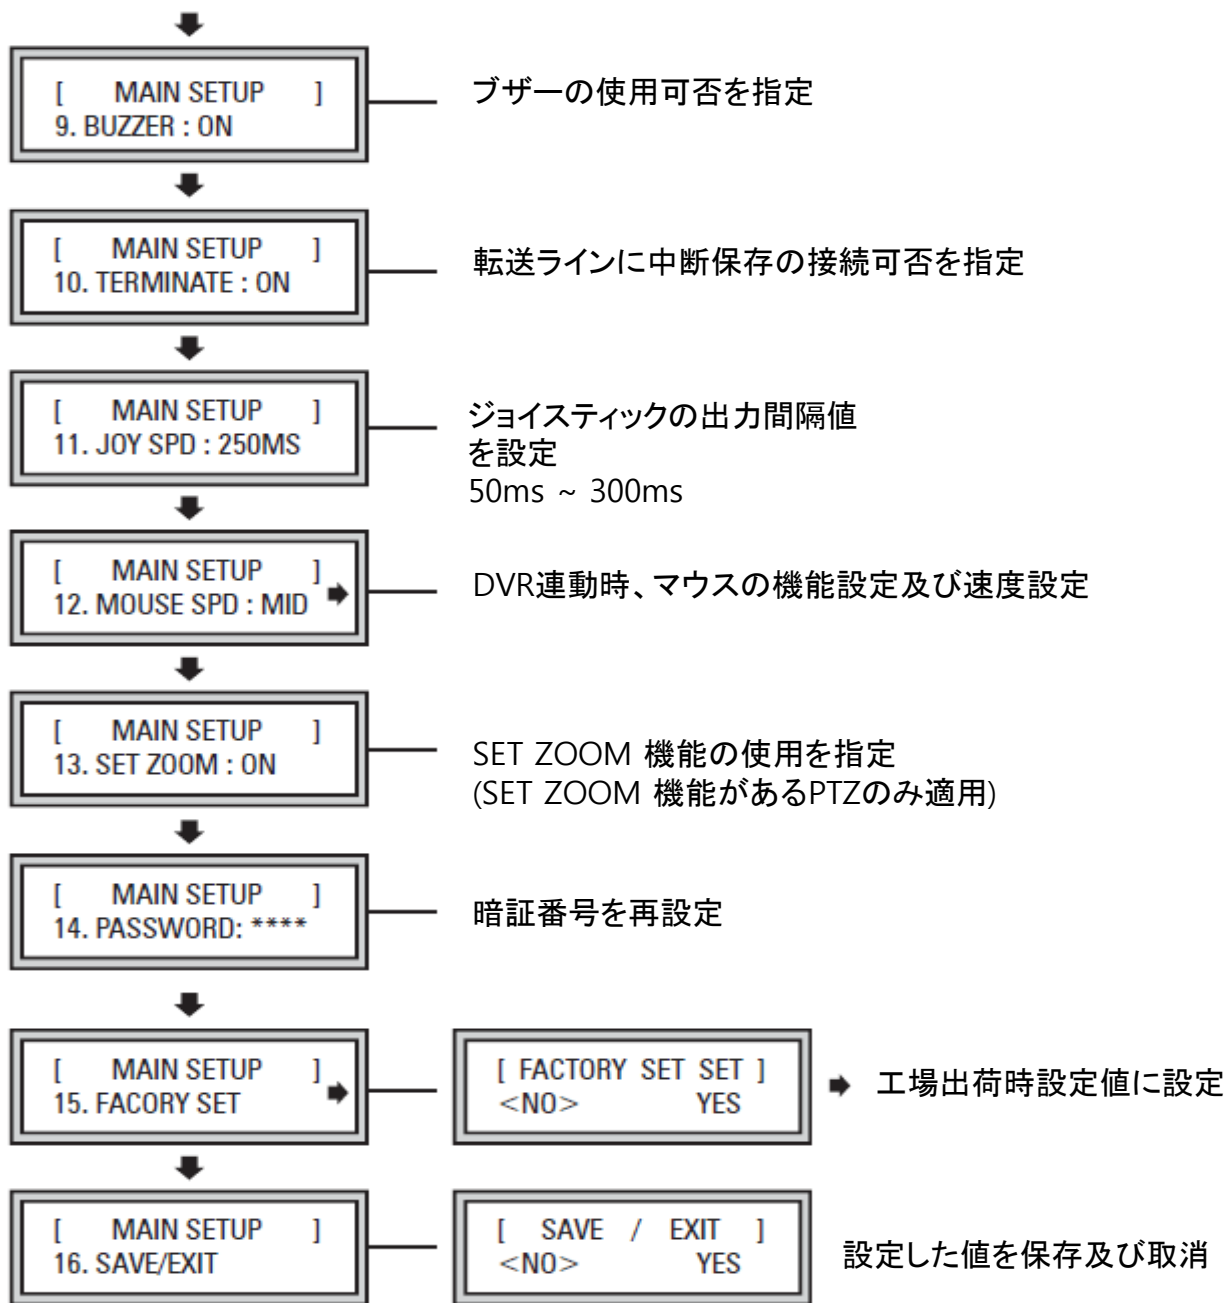 [ MAIN SETUP ]
9. BUZZER : ON
ブザーの使用可否を指定
[ MAIN SETUP ]
10. TERMINATE : ON
転送ラインに中断保存の接続可否を指定
[ MAIN SETUP ]
11. JOY SPD : 250MS
ジョイスティックの出力間隔値
を設定
50ms ~ 300ms
[ MAIN SETUP ]
12. MOUSE SPD : MID
DVR連動時、マウスの機能設定及び速度設定
[ MAIN SETUP ]
13. SET ZOOM : ON
SET ZOOM 機能の使用を指定
(SET ZOOM 機能があるPTZのみ適用)
[ MAIN SETUP ]
14. PASSWORD: ****
暗証番号を再設定
[ MAIN SETUP ]
15. FACORY SET
[ FACTORY SET SET ]
<NO> YES
工場出荷時設定値に設定
[ MAIN SETUP ]
16. SAVE/EXIT
[ SAVE / EXIT ]
<NO> YES
設定した値を保存及び取消